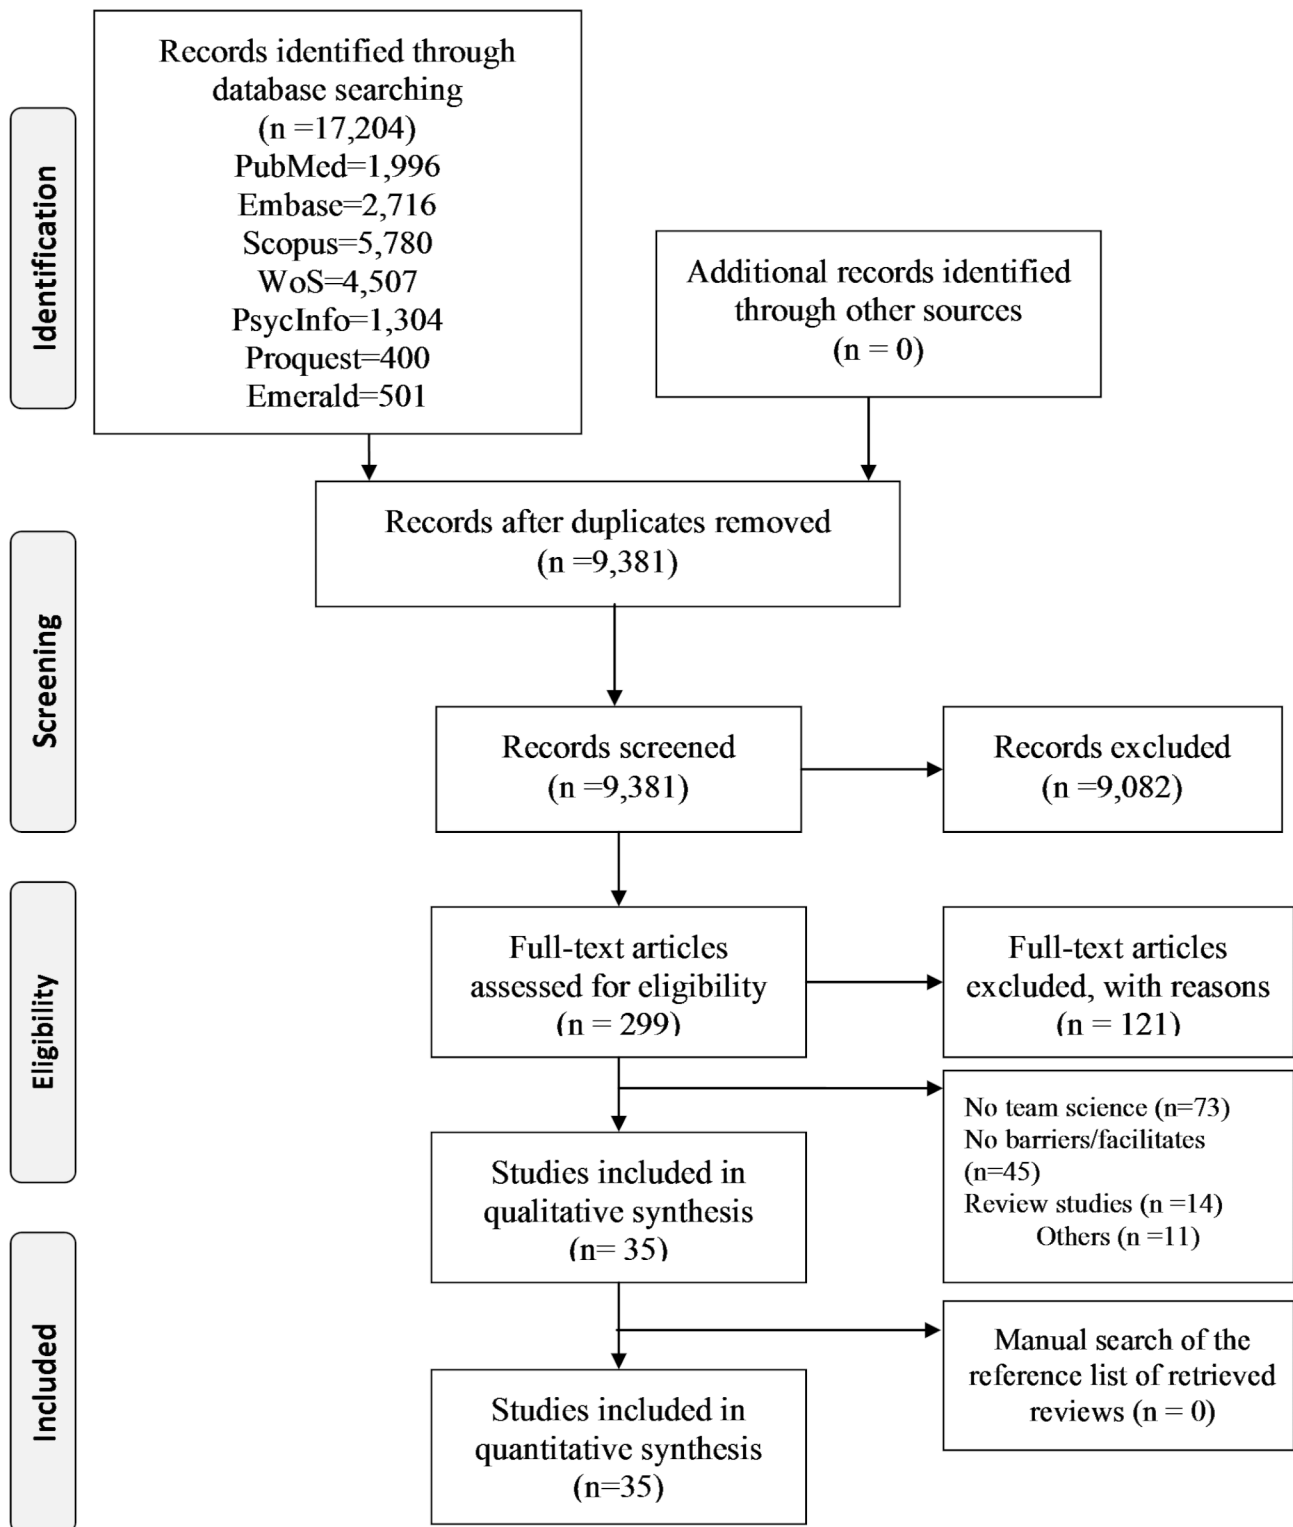 Identification
Records identified through
database searching
(n =17,204)
PubMed=1,996
Embase=2,716
Scopus=5,780
WoS=4,507
PsycInfo=1,304
Proquest=400
Emerald=501
Additional records identified
through other sources
(n = 0)
Records after duplicates removed
(n =9,381)
Screening
Records screened
(n =9,381)
Records excluded
(n =9,082)
Eligibility
Full-text articles
assessed for eligibility
(n = 299)
Full-text articles
excluded, with reasons
(n = 121)
No team science (n=73)
No barriers/facilitates
(n=45)
Review studies (n =14)
Others (n =11)
Studies included in
qualitative synthesis
(n= 35)
Included
Manual search of the
reference list of retrieved
reviews (n = 0)
Studies included in
quantitative synthesis
(n=35)